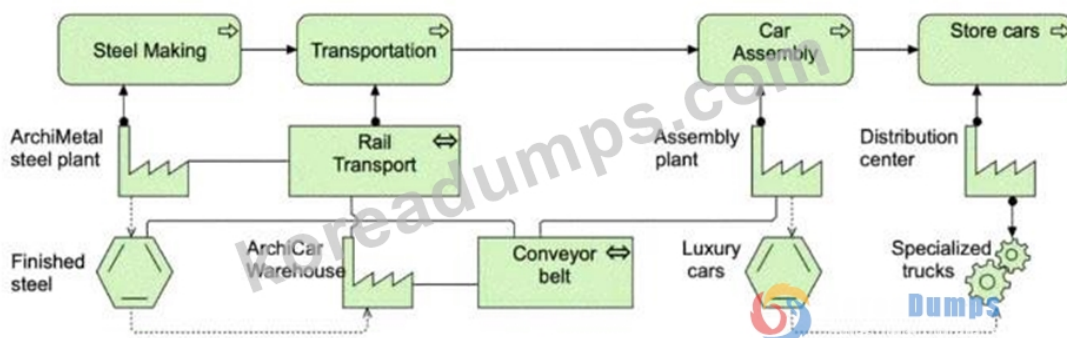 Steel Making
Transportation
Car
Assembly
Store cars
ArchiMetal
steel plant
Rail
Transport
Assembly
plant
Distribution
center
Finished
steel
ArchiCar
Warehouse
Conveyor
belt
Luxury
cars
Specialized
trucks
koreadumps.com
Dumps